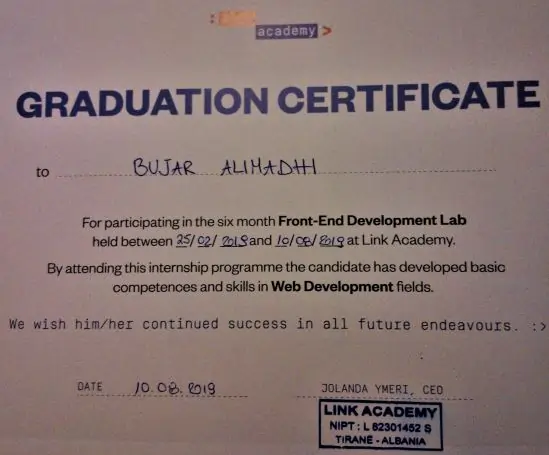 academy >
GRADUATION CERTIFICATE
to BUJAR ALIMADHI
For participating in the six month Front-End Development Lab
held between 25/02/2019 and 10/08/2019 at Link Academy.
By attending this internship programme the candidate has developed basic
competences and skills in Web Development fields.
We wish him/her continued success in all future endeavours. :>
DATE 10.08.2019
JOLANDA YMERI, CEO
LINK ACADEMY
NIPT : L 82301452 S
TIRANE - ALBANIA